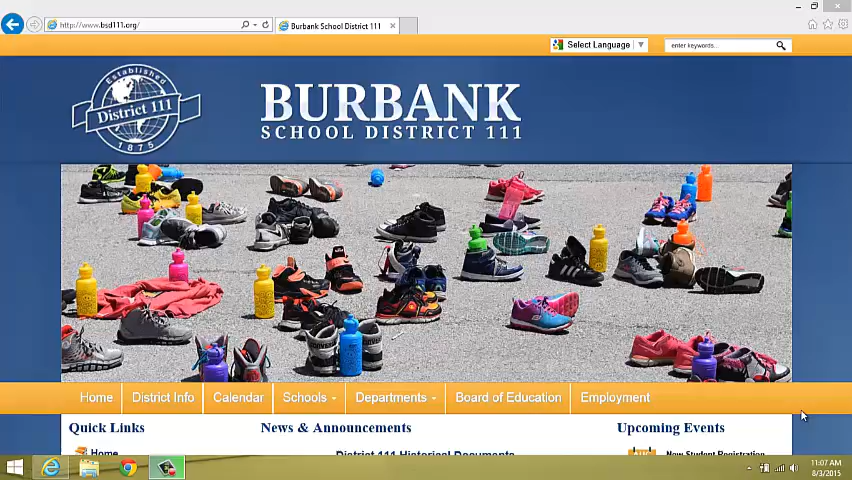 http://www.bsd111.org/
Burbank School District 111
Select Language
enter keywords...
Established
District 111
1875
BURBANK
SCHOOL DISTRICT 111
Home
District Info
Calendar
Schools
Departments
Board of Education
Employment
Quick Links
News & Announcements
Upcoming Events
Home
District 111 Historical Documents
AUG
New Student Registration
11:07 AM
8/3/2015